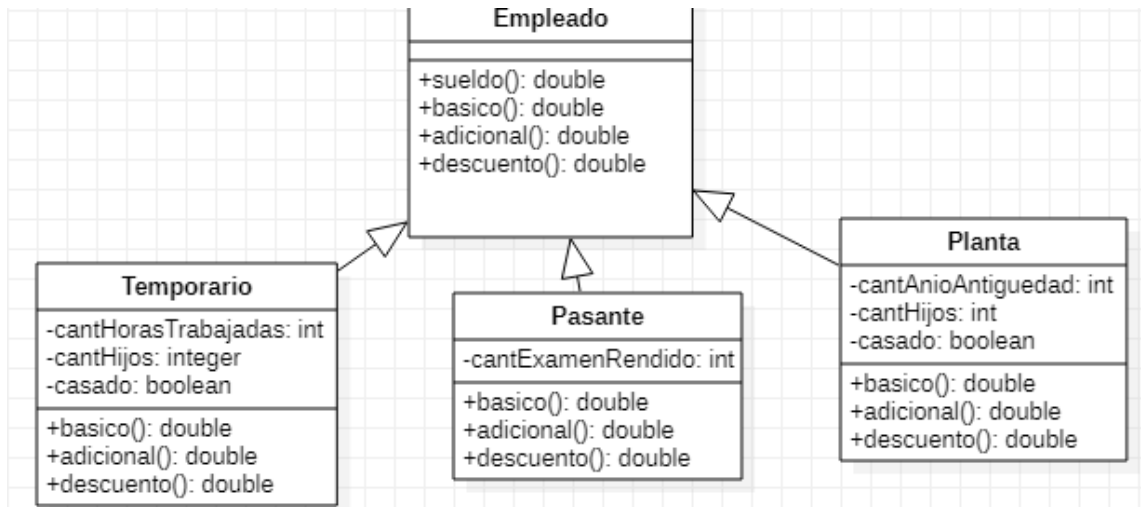 Empleado
+sueldo(): double
+basico(): double
+adicional(): double
+descuento(): double
Temporario
-cantHorasTrabajadas: int
-cantHijos: integer
-casado: boolean
+basico(): double
+adicional(): double
+descuento(): double
Pasante
-cantExamenRendido: int
+basico(): double
+adicional(): double
+descuento(): double
Planta
-cantAnioAntiguedad: int
-cantHijos: int
-casado: boolean
+basico(): double
+adicional(): double
+descuento(): double